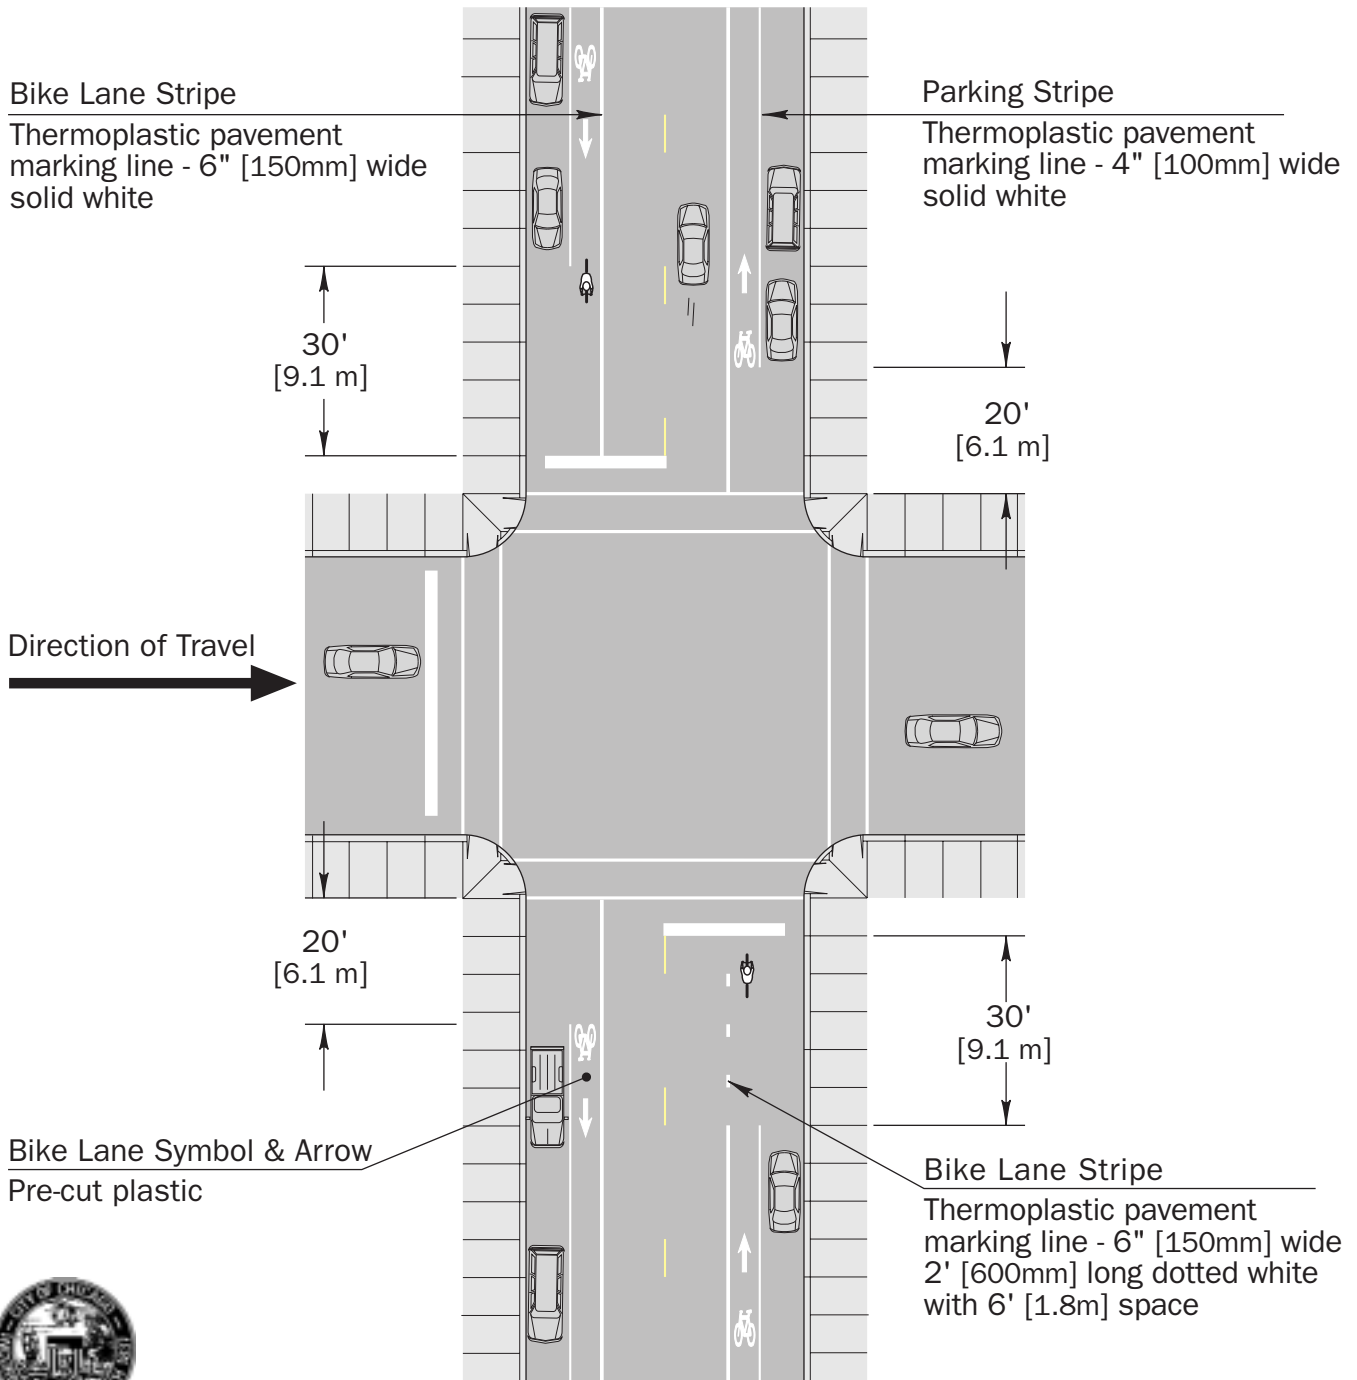 Bike Lane Stripe
Thermoplastic pavement
marking line - 6" [150mm] wide
solid white
Parking Stripe
Thermoplastic pavement
marking line - 4" [100mm] wide
solid white
30'
[9.1 m]
20'
[6.1 m]
Direction of Travel
20'
[6.1 m]
30'
[9.1 m]
Bike Lane Symbol & Arrow
Pre-cut plastic
Bike Lane Stripe
Thermoplastic pavement
marking line - 6" [150mm] wide
2' [600mm] long dotted white
with 6' [1.8m] space
CITY OF CHICAGO